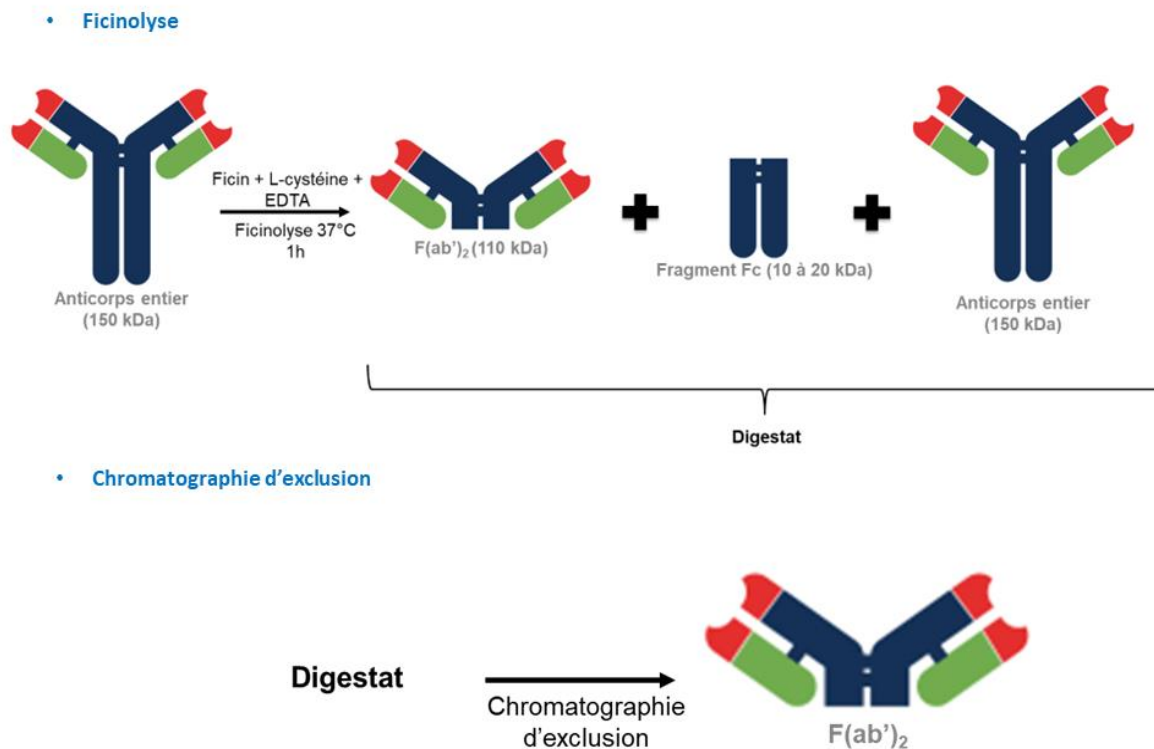 • Ficinolyse
Ficin + L-cystéine +
EDTA
Ficinolyse 37°C
1h
Anticorps entier
(150 kDa)
F(ab')₂ (110 kDa)
Fragment Fc (10 à 20 kDa)
Anticorps entier
(150 kDa)
Digestat
• Chromatographie d'exclusion
Digestat
Chromatographie
d'exclusion
F(ab')₂